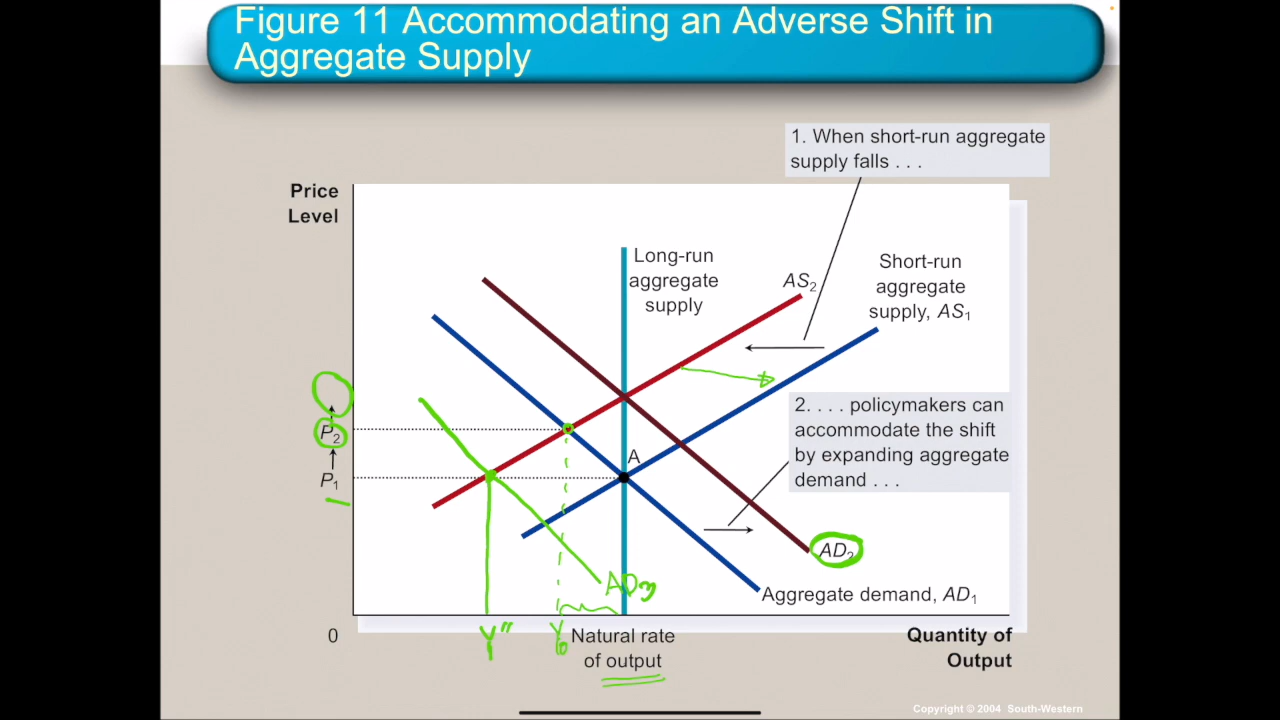 Figure 11 Accommodating an Adverse Shift in
Aggregate Supply
1. When short-run aggregate
supply falls . . .
Price
Level
Long-run
aggregate
supply
AS2
Short-run
aggregate
supply, AS1
P2
P1
A
2. . . . policymakers can
accommodate the shift
by expanding aggregate
demand . . .
AD2
AD3
Aggregate demand, AD1
0
Y"
Natural rate
of output
Quantity of
Output
Copyright © 2004 South-Western